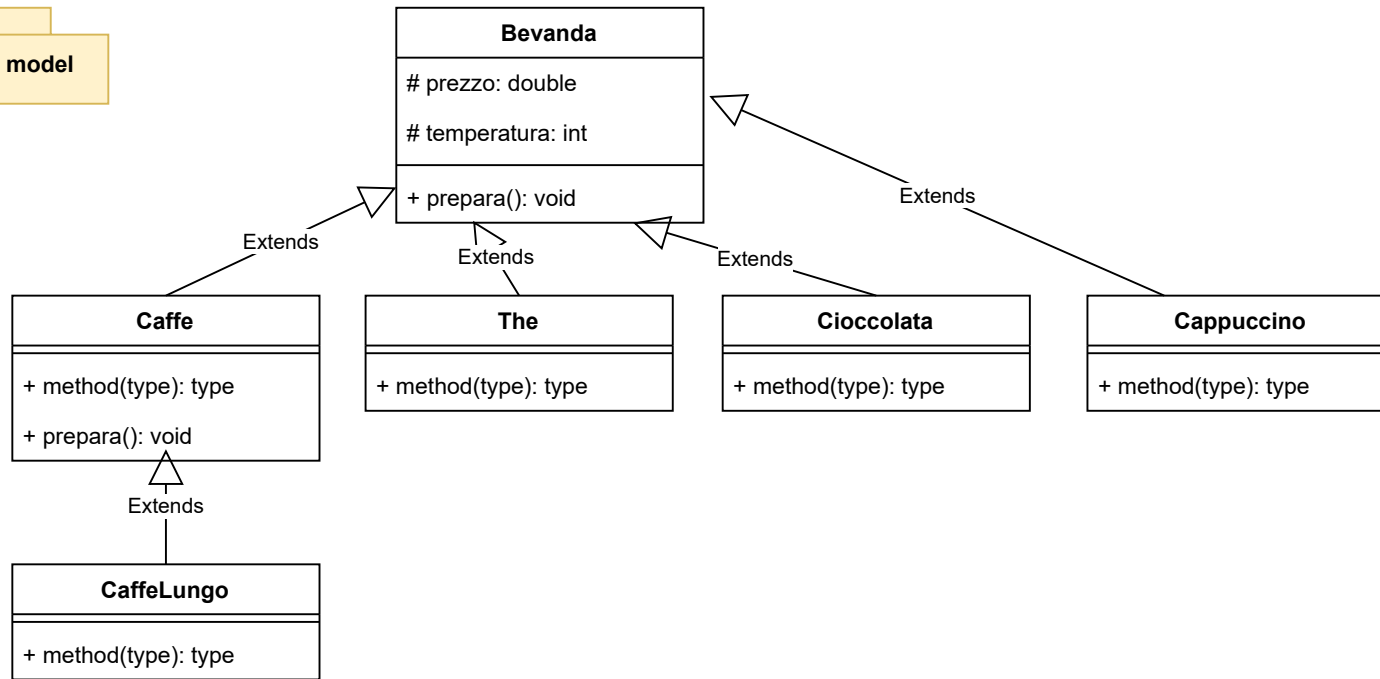 model
Bevanda
# prezzo: double
# temperatura: int
+ prepara(): void
Extends
Extends
Extends
Extends
Caffe
+ method(type): type
+ prepara(): void
The
+ method(type): type
Cioccolata
+ method(type): type
Cappuccino
+ method(type): type
Extends
CaffeLungo
+ method(type): type